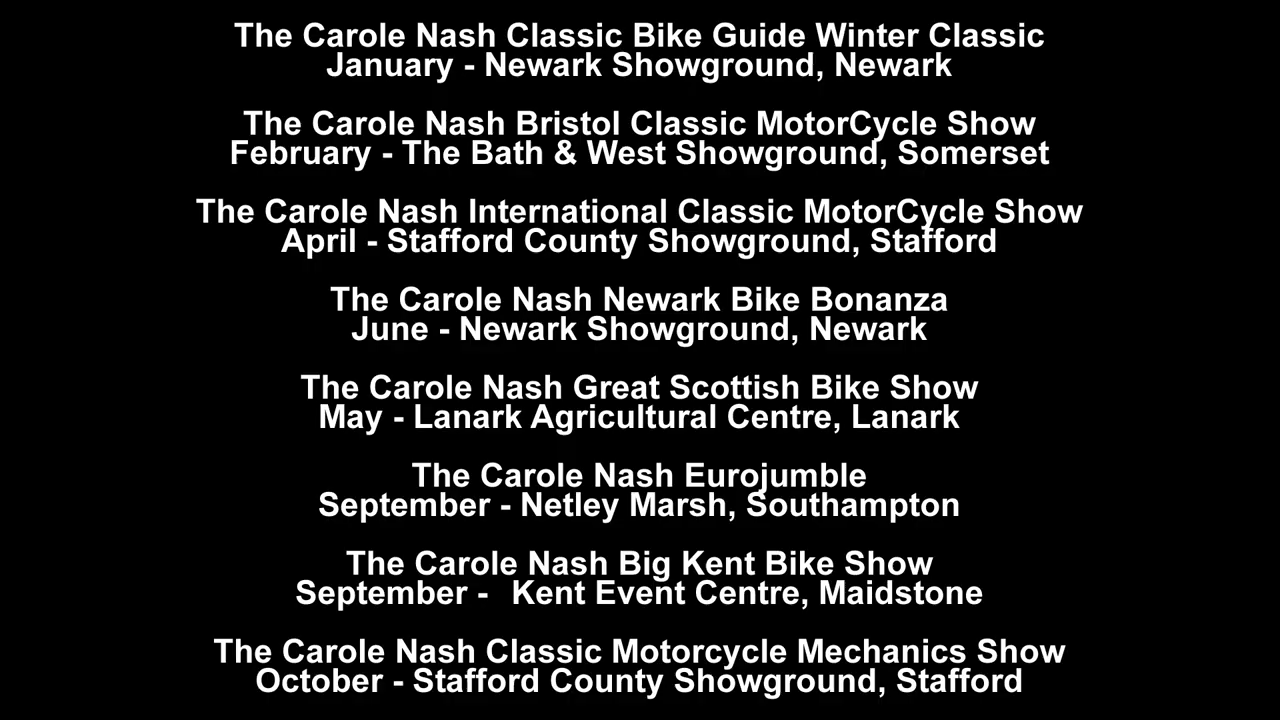 The Carole Nash Classic Bike Guide Winter Classic
January - Newark Showground, Newark
The Carole Nash Bristol Classic MotorCycle Show
February - The Bath & West Showground, Somerset
The Carole Nash International Classic MotorCycle Show
April - Stafford County Showground, Stafford
The Carole Nash Newark Bike Bonanza
June - Newark Showground, Newark
The Carole Nash Great Scottish Bike Show
May - Lanark Agricultural Centre, Lanark
The Carole Nash Eurojumble
September - Netley Marsh, Southampton
The Carole Nash Big Kent Bike Show
September - Kent Event Centre, Maidstone
The Carole Nash Classic Motorcycle Mechanics Show
October - Stafford County Showground, Stafford